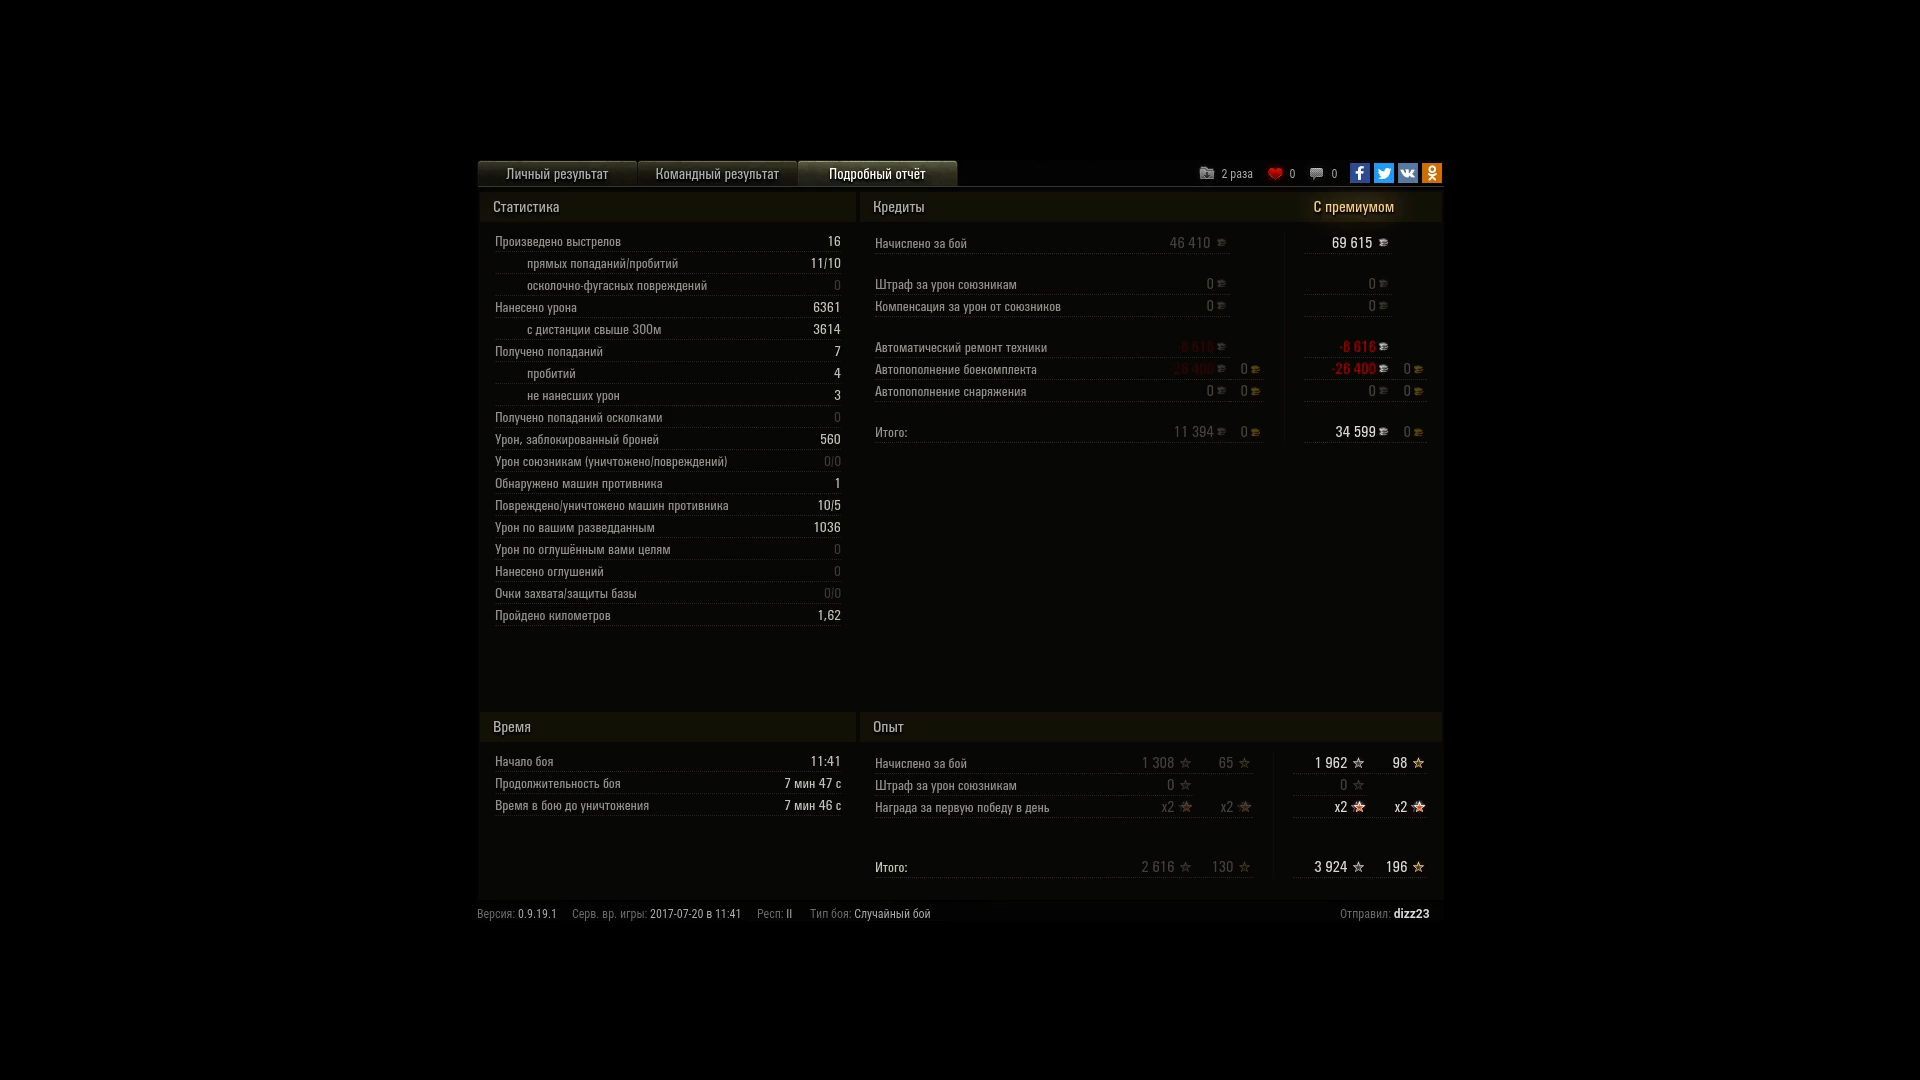 Личный результат Командный результат Подробный отчёт 2 раза 0 0
Статистика
Произведено выстрелов 16
прямых попаданий/пробитий 11/10
осколочно-фугасных повреждений 0
Нанесено урона 6361
с дистанции свыше 300м 3614
Получено попаданий 7
пробитий 4
не нанесших урон 3
Получено попаданий осколками 0
Урон, заблокированный броней 560
Урон союзникам (уничтожено/повреждений) 0/0
Обнаружено машин противника 1
Повреждено/уничтожено машин противника 10/5
Урон по вашим разведданным 1036
Урон по оглушённым вами целям 0
Нанесено оглушений 0
Очки захвата/защиты базы 0/0
Пройдено километров 1,62
Кредиты С премиумом
Начислено за бой 46 410 69 615
Штраф за урон союзникам 0 0
Компенсация за урон от союзников 0 0
Автоматический ремонт техники -8 616 -8 616
Автопополнение боекомплекта -26 400 0 -26 400 0
Автопополнение снаряжения 0 0 0 0
Итого: 11 394 0 34 599 0
Время
Начало боя 11:41
Продолжительность боя 7 мин 47 с
Время в бою до уничтожения 7 мин 46 с
Опыт
Начислено за бой 1 308 65 1 962 98
Штраф за урон союзникам 0 0
Награда за первую победу в день x2 x2 x2 x2
Итого: 2 616 130 3 924 196
Версия: 0.9.19.1 Серв. вр. игры: 2017-07-20 в 11:41 Респ: II Тип боя: Случайный бой Отправил: dizz23